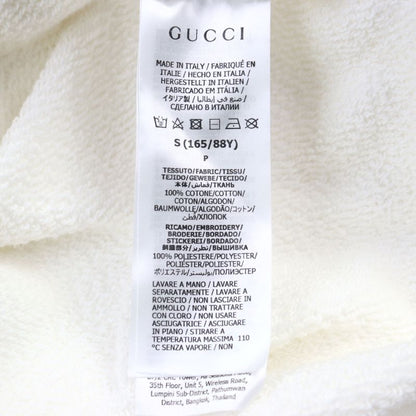 GUCCI
MADE IN ITALY / FABRIQUÉ EN
ITALIE / HECHO EN ITALIA /
HERGESTELLT IN ITALIEN /
FABRICADO EM ITÁLIA /
イタリア製 / صنع في إيطاليا /
СДЕЛАНО В ИТАЛИИ
S (165/88Y)
P
TESSUTO/FABRIC/TISSU/
TEJIDO/GEWEBE/TECIDO/
本体/قماش/ТКАНЬ
100% COTONE/COTTON/
COTON/ALGODON/
BAUMWOLLE/ALGODÃO/コットン/
قطن/ХЛОПОК
RICAMO/EMBROIDERY/
BRODERIE/BORDADO/
STICKEREI/BORDADO/
刺繍部分/تطريز/ВЫШИВКА
100% POLIESTERE/POLYESTER/
POLYESTER/POLIESTER/
POLYESTER/POLIÉSTER/
ポリエステル/بوليستر/ПОЛИЭСТЕР
LAVARE A MANO / LAVARE
SEPARATAMENTE / LAVARE A
ROVESCIO / NON LASCIARE IN
AMMOLLO / NON TRATTARE
CON CLORO / NON USARE
ASCIUGATRICE / ASCIUGARE
IN PIANO / STIRARE A
TEMPERATURA MASSIMA 110
°C SENZA VAPORE / NON
35th Floor, Unit 5, Wireless Road,
Lumpini Sub-District, Pathumwan
District, Bangkok, Thailand